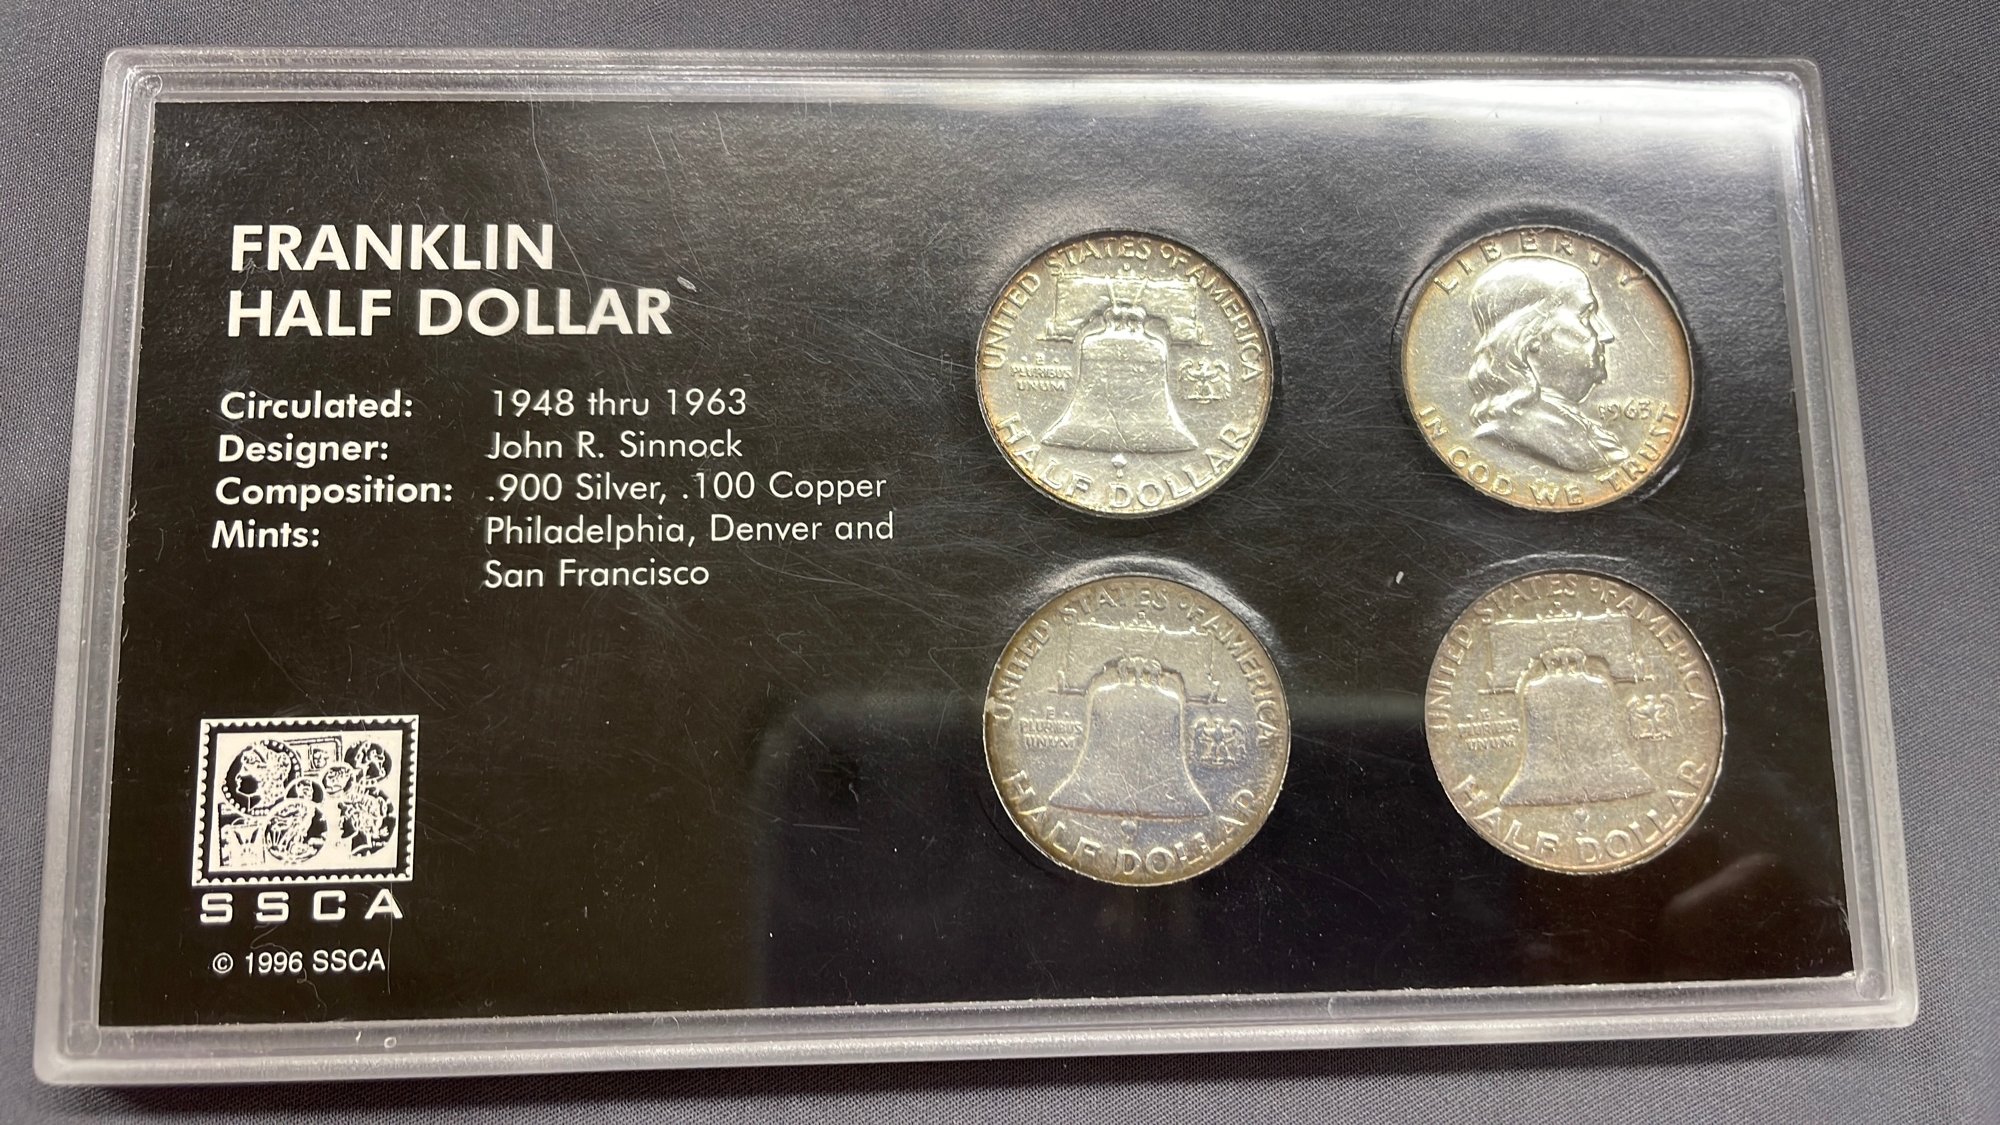 FRANKLIN
HALF DOLLAR
Circulated: 1948 thru 1963
Designer: John R. Sinnock
Composition: .900 Silver, .100 Copper
Mints: Philadelphia, Denver and
San Francisco
SSCA
© 1996 SSCA
UNITED STATES OF AMERICA
E
PLURIBUS
UNUM
HALF DOLLAR
LIBERTY
1963
IN GOD WE TRUST
UNITED STATES OF AMERICA
E
PLURIBUS
UNUM
HALF DOLLAR
UNITED STATES OF AMERICA
E
PLURIBUS
UNUM
HALF DOLLAR